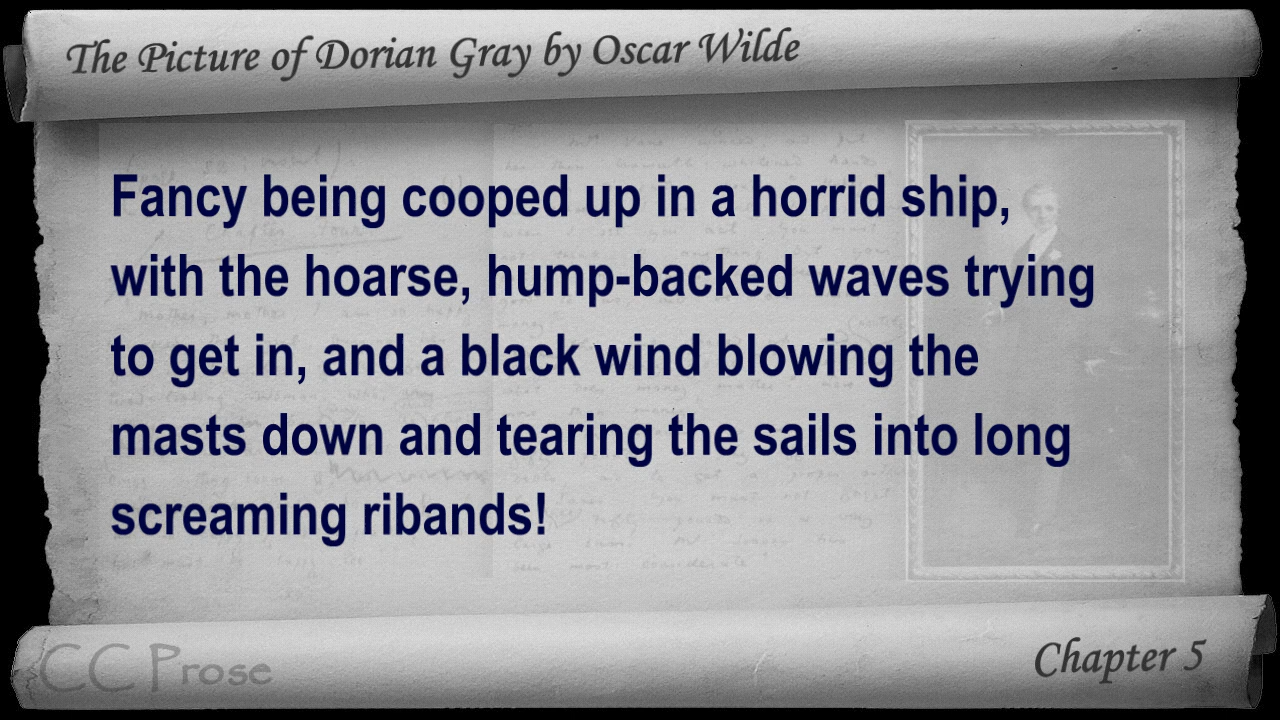 The Picture of Dorian Gray by Oscar Wilde
Fancy being cooped up in a horrid ship,
with the hoarse, hump-backed waves trying
to get in, and a black wind blowing the
masts down and tearing the sails into long
screaming ribands!
CC Prose
Chapter 5